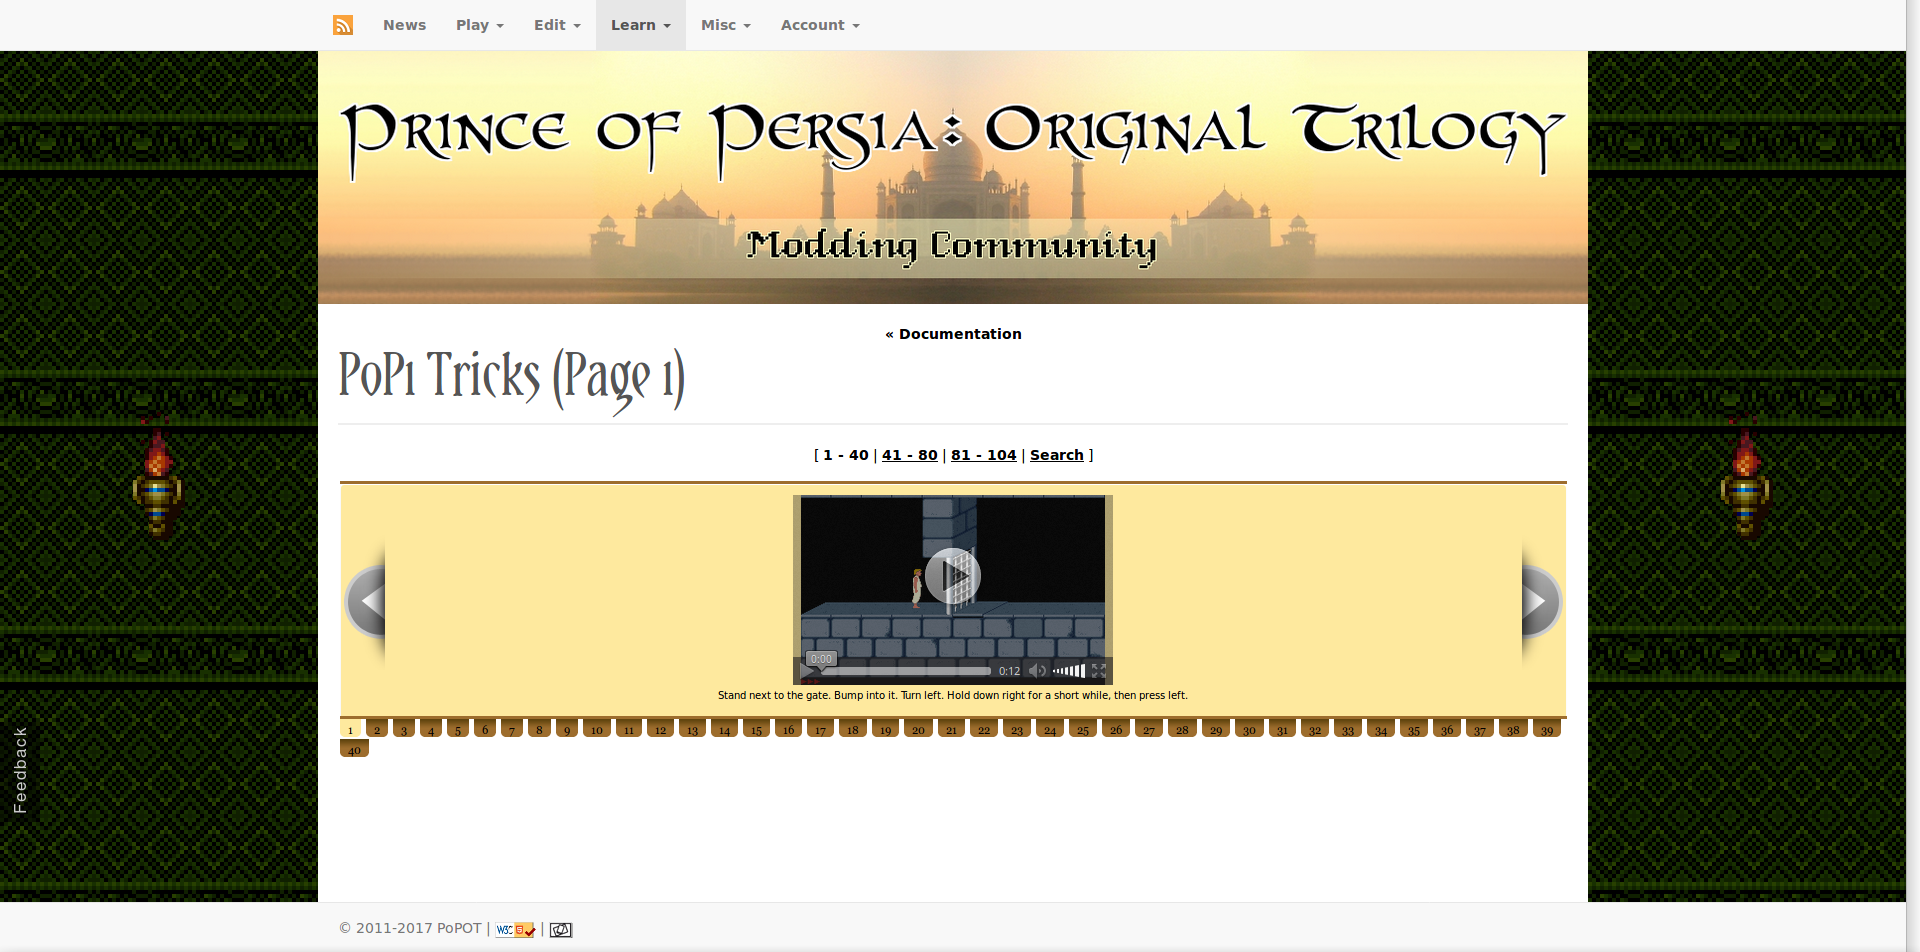 News Play Edit Learn Misc Account
Prince of Persia: Original Trilogy
Modding Community
« Documentation
PoP1 Tricks (Page 1)
[ 1 - 40 | 41 - 80 | 81 - 104 | Search ]
0:00
0:12
Stand next to the gate. Bump into it. Turn left. Hold down right for a short while, then press left.
1 2 3 4 5 6 7 8 9 10 11 12 13 14 15 16 17 18 19 20 21 22 23 24 25 26 27 28 29 30 31 32 33 34 35 36 37 38 39
40
Feedback
© 2011-2017 PoPOT | W3C 5 |